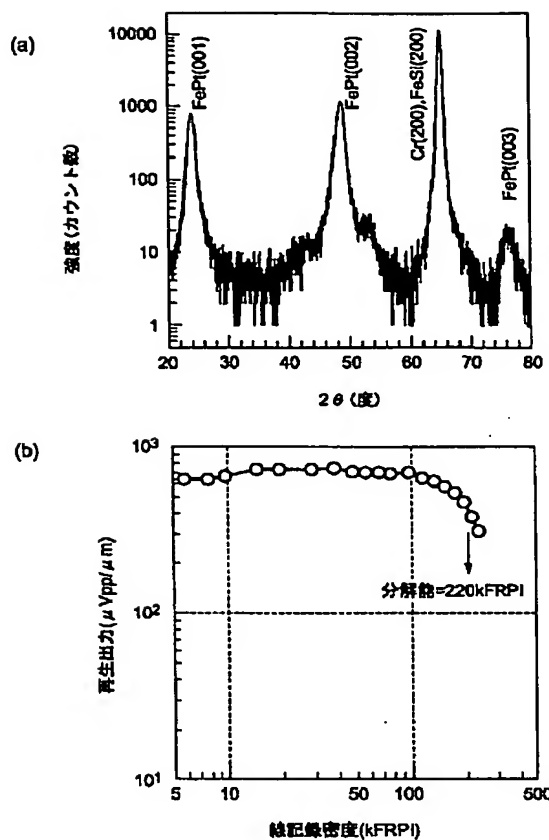 (a)
強度(カウント数)
10000
1000
100
10
1
FePt(001)
FePt(002)
Cr(200),FeSi(200)
FePt(003)
20 30 40 50 60 70 80
2θ (度)
(b)
再生出力(μVpp/μm)
10³
10²
10¹
分解能=220kFRPI
5 10 50 100 500
線記録密度(kFRPI)